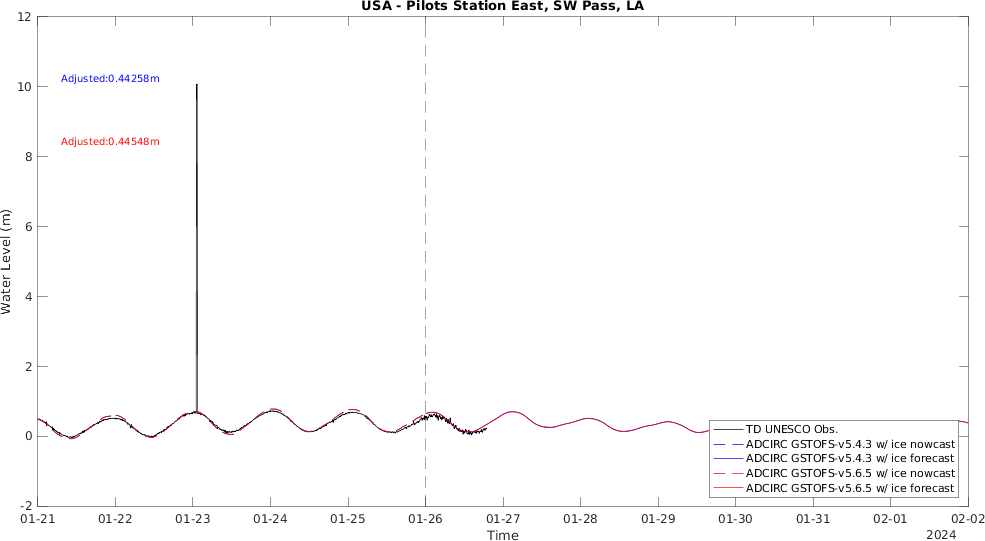 USA - Pilots Station East, SW Pass, LA
12
10
8
6
4
2
0
-2
Water Level (m)
Adjusted:0.44258m
Adjusted:0.44548m
TD UNESCO Obs.
ADCIRC GSTOFS-v5.4.3 w/ ice nowcast
ADCIRC GSTOFS-v5.4.3 w/ ice forecast
ADCIRC GSTOFS-v5.6.5 w/ ice nowcast
ADCIRC GSTOFS-v5.6.5 w/ ice forecast
01-21 01-22 01-23 01-24 01-25 01-26 01-27 01-28 01-29 01-30 01-31 02-01 02-02
Time
2024